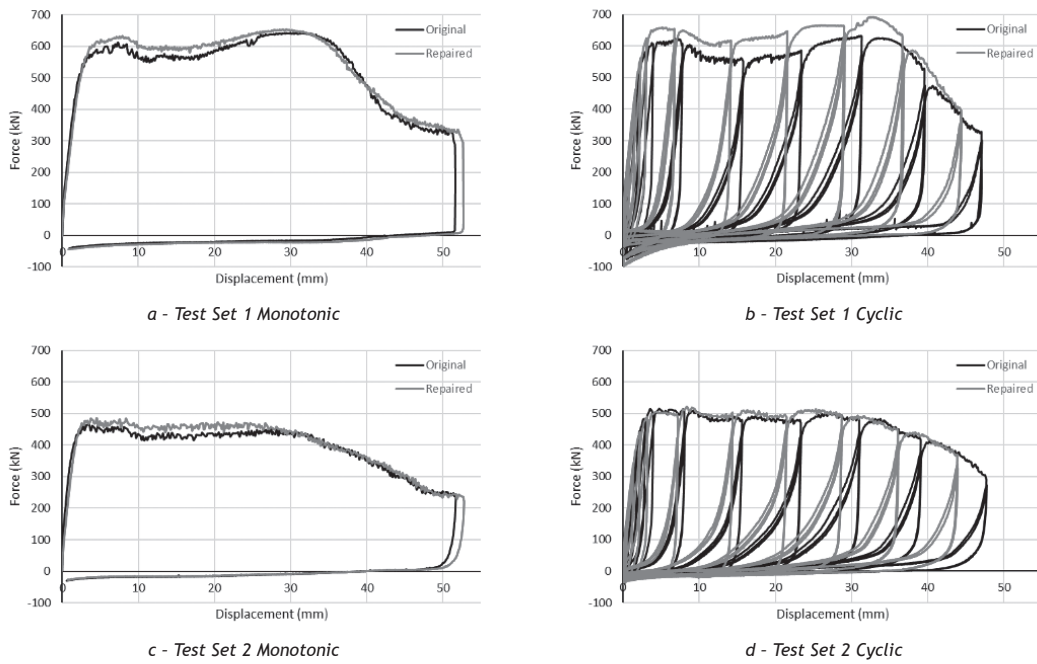 700
600
500
400
300
200
100
0
-100
Force (kN)
0 10 20 30 40 50
Displacement (mm)
Original
Repaired
a – Test Set 1 Monotonic
700
600
500
400
300
200
100
0
-100
Force (kN)
0 10 20 30 40 50
Displacement (mm)
Original
Repaired
b – Test Set 1 Cyclic
700
600
500
400
300
200
100
0
-100
Force (kN)
0 10 20 30 40 50
Displacement (mm)
Original
Repaired
c – Test Set 2 Monotonic
700
600
500
400
300
200
100
0
-100
Force (kN)
0 10 20 30 40 50
Displacement (mm)
Original
Repaired
d – Test Set 2 Cyclic